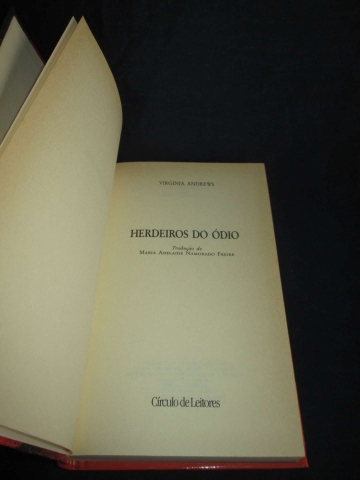 VIRGINIA ANDREWS
HERDEIROS DO ÓDIO
Tradução de
MARIA ADELAIDE NAMORADO FREIRE
Círculo de Leitores